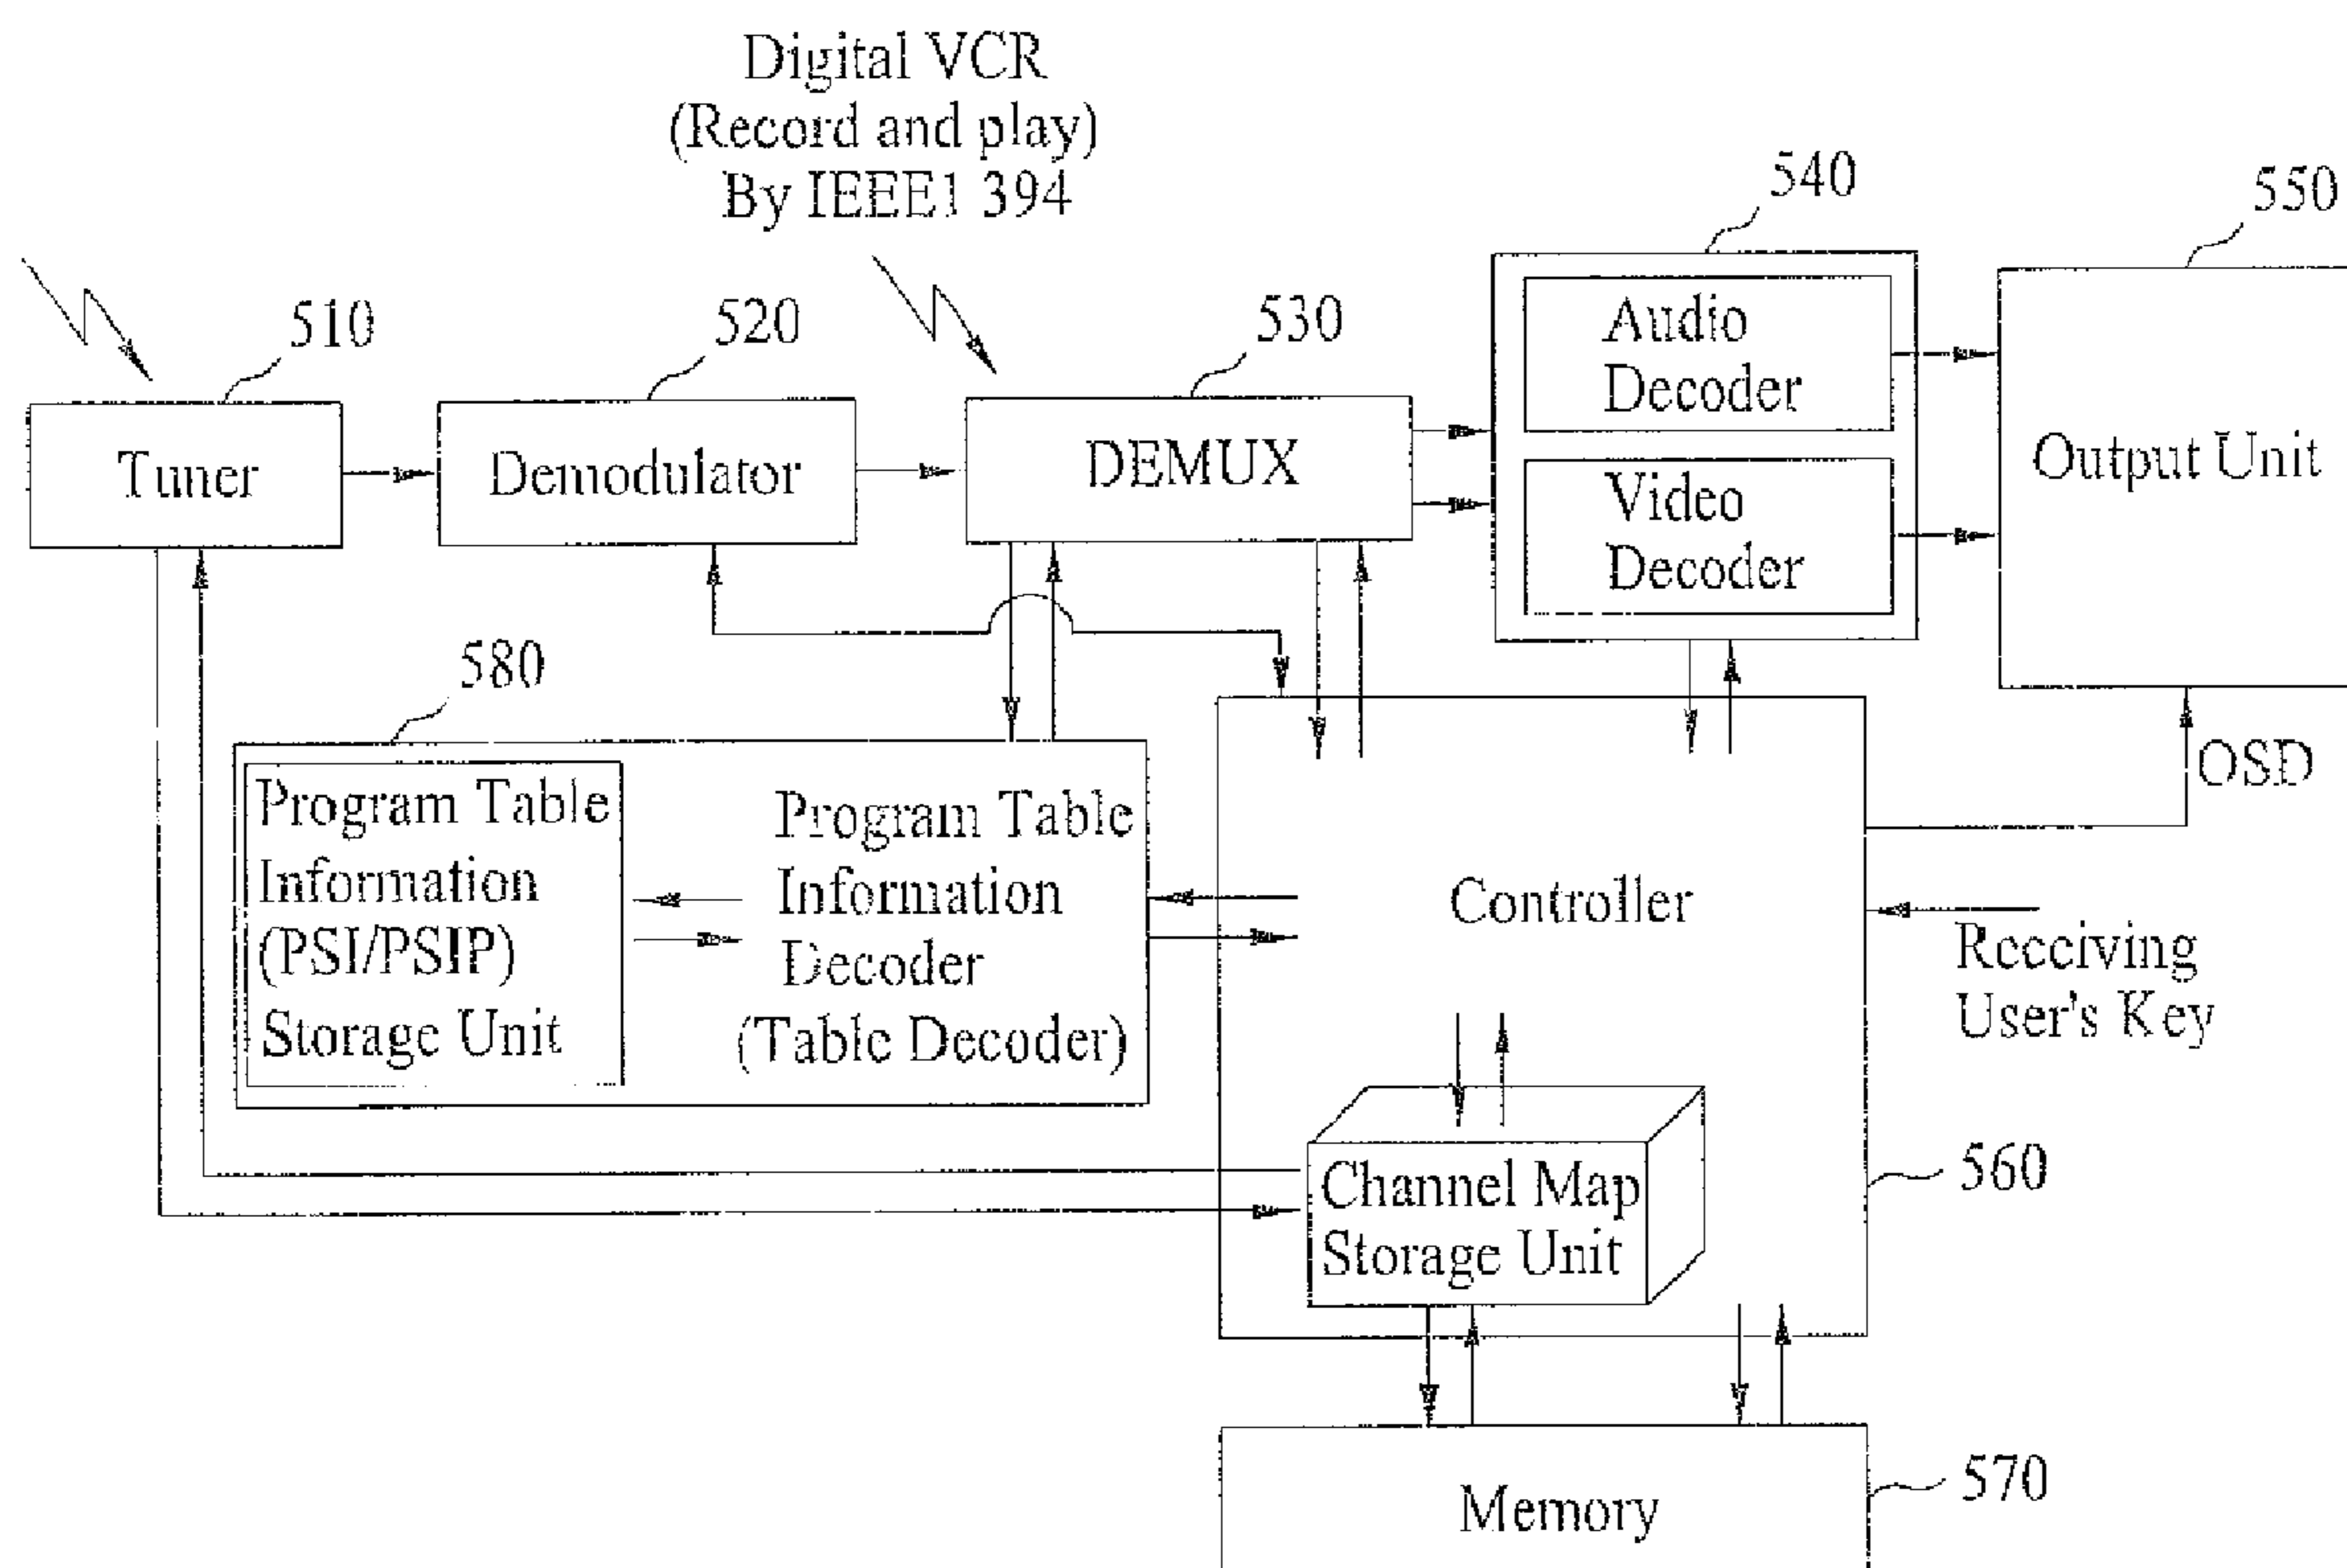 Digital VCR
(Record and play)
By IEEE1 394
540
550
510
520
530
Audio
Decoder
Tuner
Demodulator
DEMUX
Output Unit
Video
Decoder
580
OSD
Program Table
Information
(PSI/PSIP)
Storage Unit
Program Table
Information
Decoder
(Table Decoder)
Controller
Receiving
User's Key
Channel Map
Storage Unit
560
Memory
570